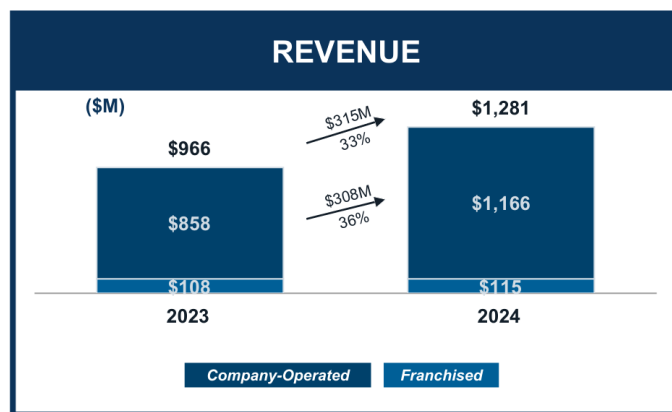 REVENUE
($M)
$966
$315M
33%
$1,281
$858
$308M
36%
$1,166
$108
$115
2023
2024
Company-Operated
Franchised